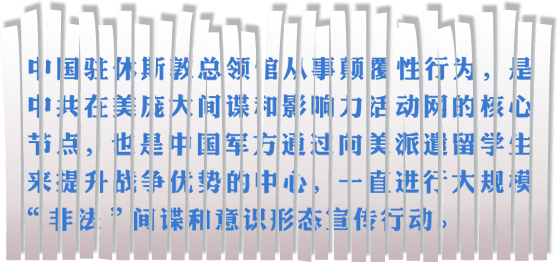 中国驻休斯敦总领馆从事颠覆性行为，是
中共在美庞大间谍和影响力活动网的核心
节点，也是中国军方通过向美派遣留学生
来提升战争优势的中心，一直进行大规模
“非法”间谍和意识形态宣传行动。